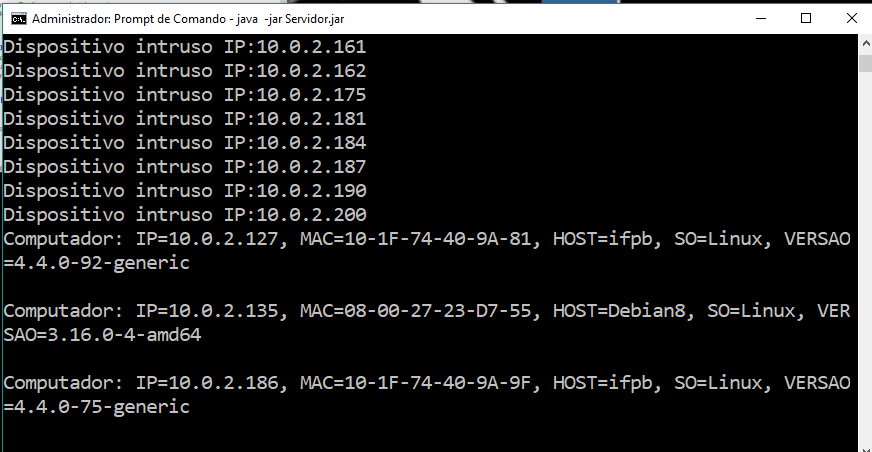 Administrador: Prompt de Comando - java -jar Servidor.jar
Dispositivo intruso IP:10.0.2.161
Dispositivo intruso IP:10.0.2.162
Dispositivo intruso IP:10.0.2.175
Dispositivo intruso IP:10.0.2.181
Dispositivo intruso IP:10.0.2.184
Dispositivo intruso IP:10.0.2.187
Dispositivo intruso IP:10.0.2.190
Dispositivo intruso IP:10.0.2.200
Computador: IP=10.0.2.127, MAC=10-1F-74-40-9A-81, HOST=ifpb, SO=Linux, VERSAO
=4.4.0-92-generic
Computador: IP=10.0.2.135, MAC=08-00-27-23-D7-55, HOST=Debian8, SO=Linux, VER
SAO=3.16.0-4-amd64
Computador: IP=10.0.2.186, MAC=10-1F-74-40-9A-9F, HOST=ifpb, SO=Linux, VERSAO
=4.4.0-75-generic